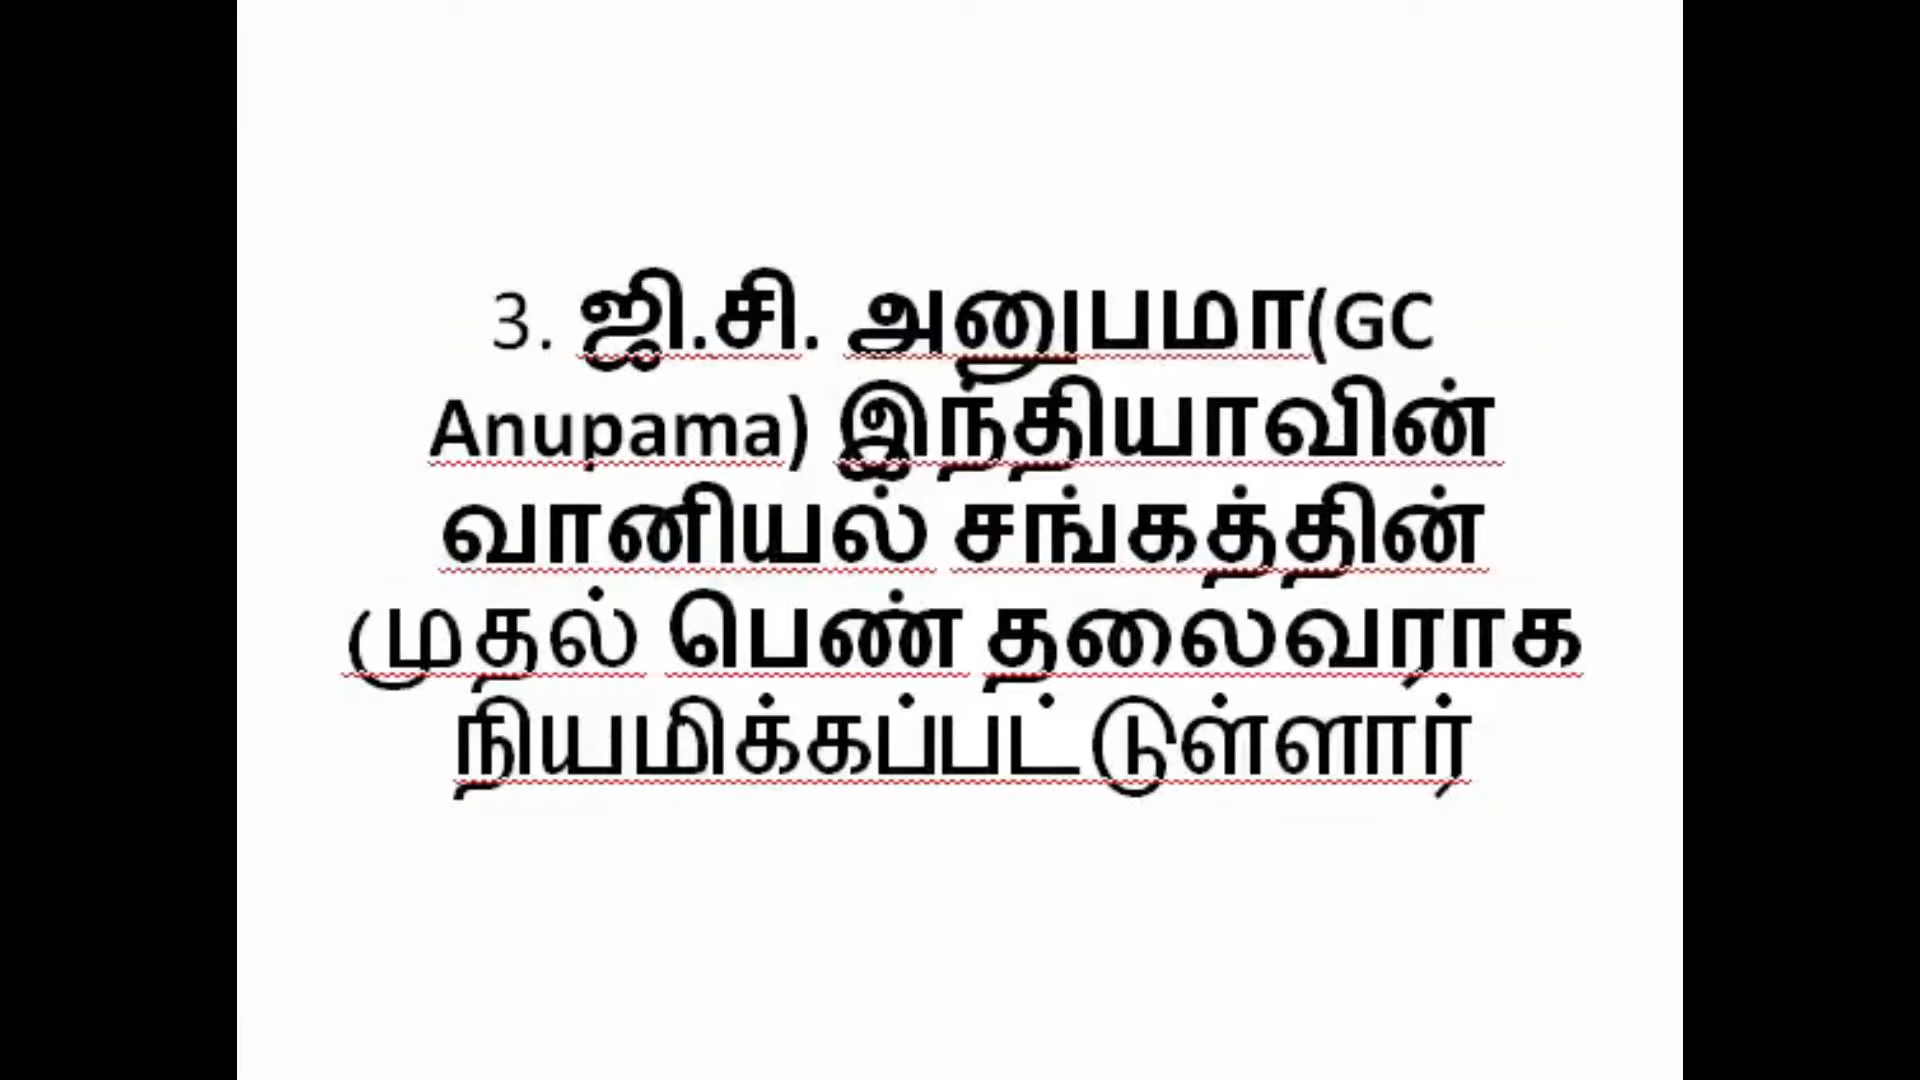 3. ஜி.சி. அனுபமா(GC
Anupama) இந்தியாவின்
வானியல் சங்கத்தின்
முதல் பெண் தலைவராக
நியமிக்கப்பட்டுள்ளார்